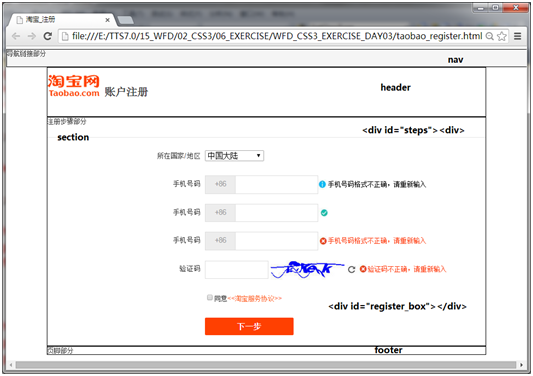 淘宝_注册
file:///E:/TTS7.0/15_WFD/02_CSS3/06_EXERCISE/WFD_CSS3_EXERCISE_DAY03/taobao_register.html
导航链接部分
nav
淘宝网
Taobao.com 账户注册
header
注册步骤部分
<div id="steps"><div>
section
所在国家/地区 中国大陆
手机号码 +86 手机号码格式不正确，请重新输入
手机号码 +86
手机号码 +86 手机号码格式不正确，请重新输入
验证码 验证码不正确，请重新输入
同意<<淘宝服务协议>>
<div id="register_box"></div>
下一步
页脚部分
footer